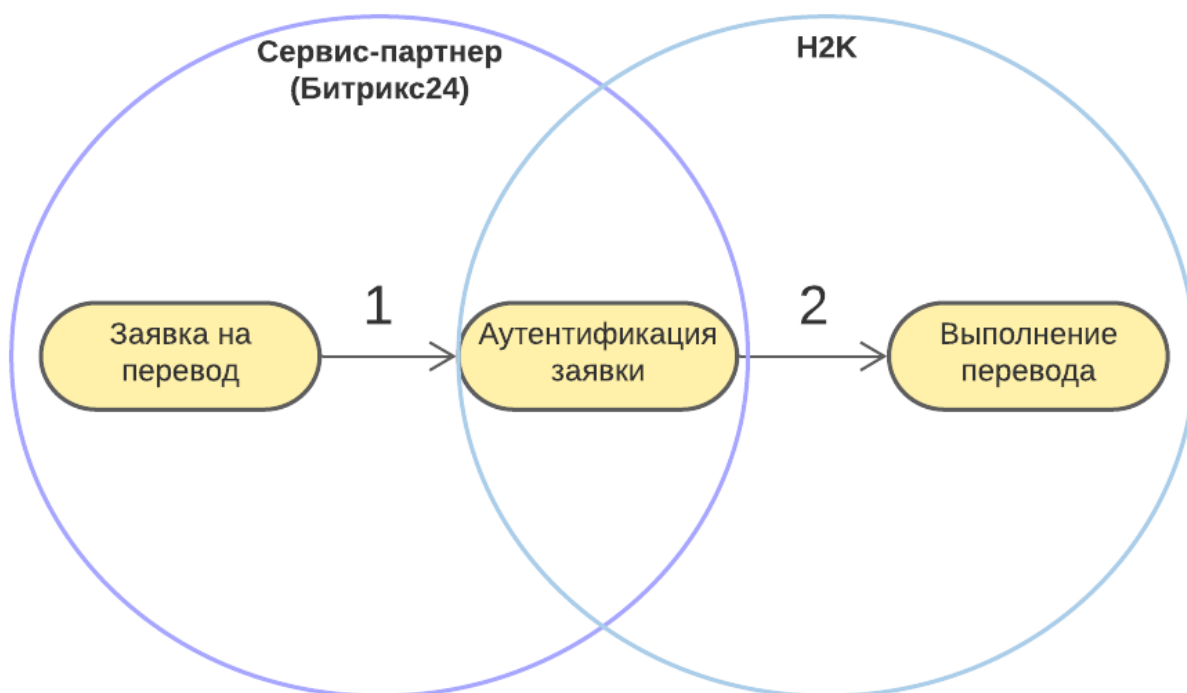 Сервис-партнер
(Битрикс24)
H2K
1
2
Заявка на
перевод
Аутентификация
заявки
Выполнение
перевода